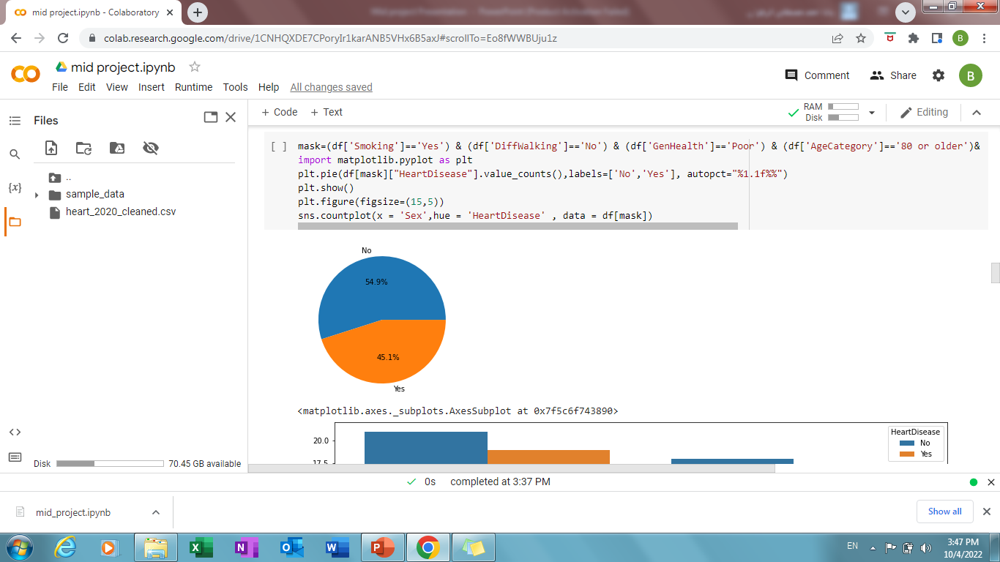 mid project.ipynb - Colaboratory
colab.research.google.com/drive/1CNHQXDE7CPoryIr1karANB5VHx6B5axJ#scrollTo=Eo8fWWBUju1z
B
mid project.ipynb
Comment
Share
B
File Edit View Insert Runtime Tools Help All changes saved
Files
+ Code + Text
RAM
Disk
Editing
..
sample_data
heart_2020_cleaned.csv
{x}
[ ]
mask=(df['Smoking']=='Yes') & (df['DiffWalking']=='No') & (df['GenHealth']=='Poor') & (df['AgeCategory']=='80 or older')&
import matplotlib.pyplot as plt
plt.pie(df[mask]["HeartDisease"].value_counts(),labels=['No','Yes'], autopct="%1.1f%%")
plt.show()
plt.figure(figsize=(15,5))
sns.countplot(x = 'Sex',hue = 'HeartDisease' , data = df[mask])
No
54.9%
45.1%
Yes
<matplotlib.axes._subplots.AxesSubplot at 0x7f5c6f743890>
20.0
17.5
HeartDisease
No
Yes
Disk 70.45 GB available
0s completed at 3:37 PM
mid_project.ipynb
Show all
EN
3:47 PM
10/4/2022